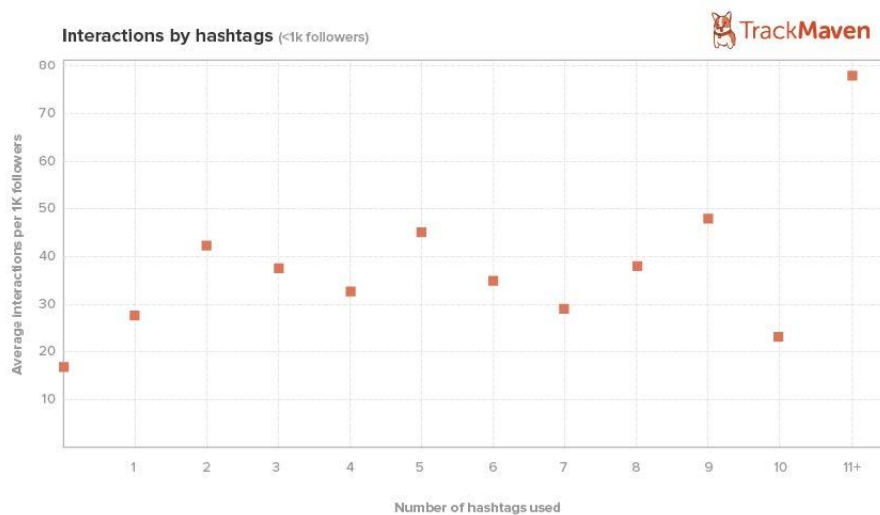 Interactions by hashtags (<1k followers)
TrackMaven
80
70
60
50
40
30
20
10
Average interactions per 1K followers
1 2 3 4 5 6 7 8 9 10 11+
Number of hashtags used